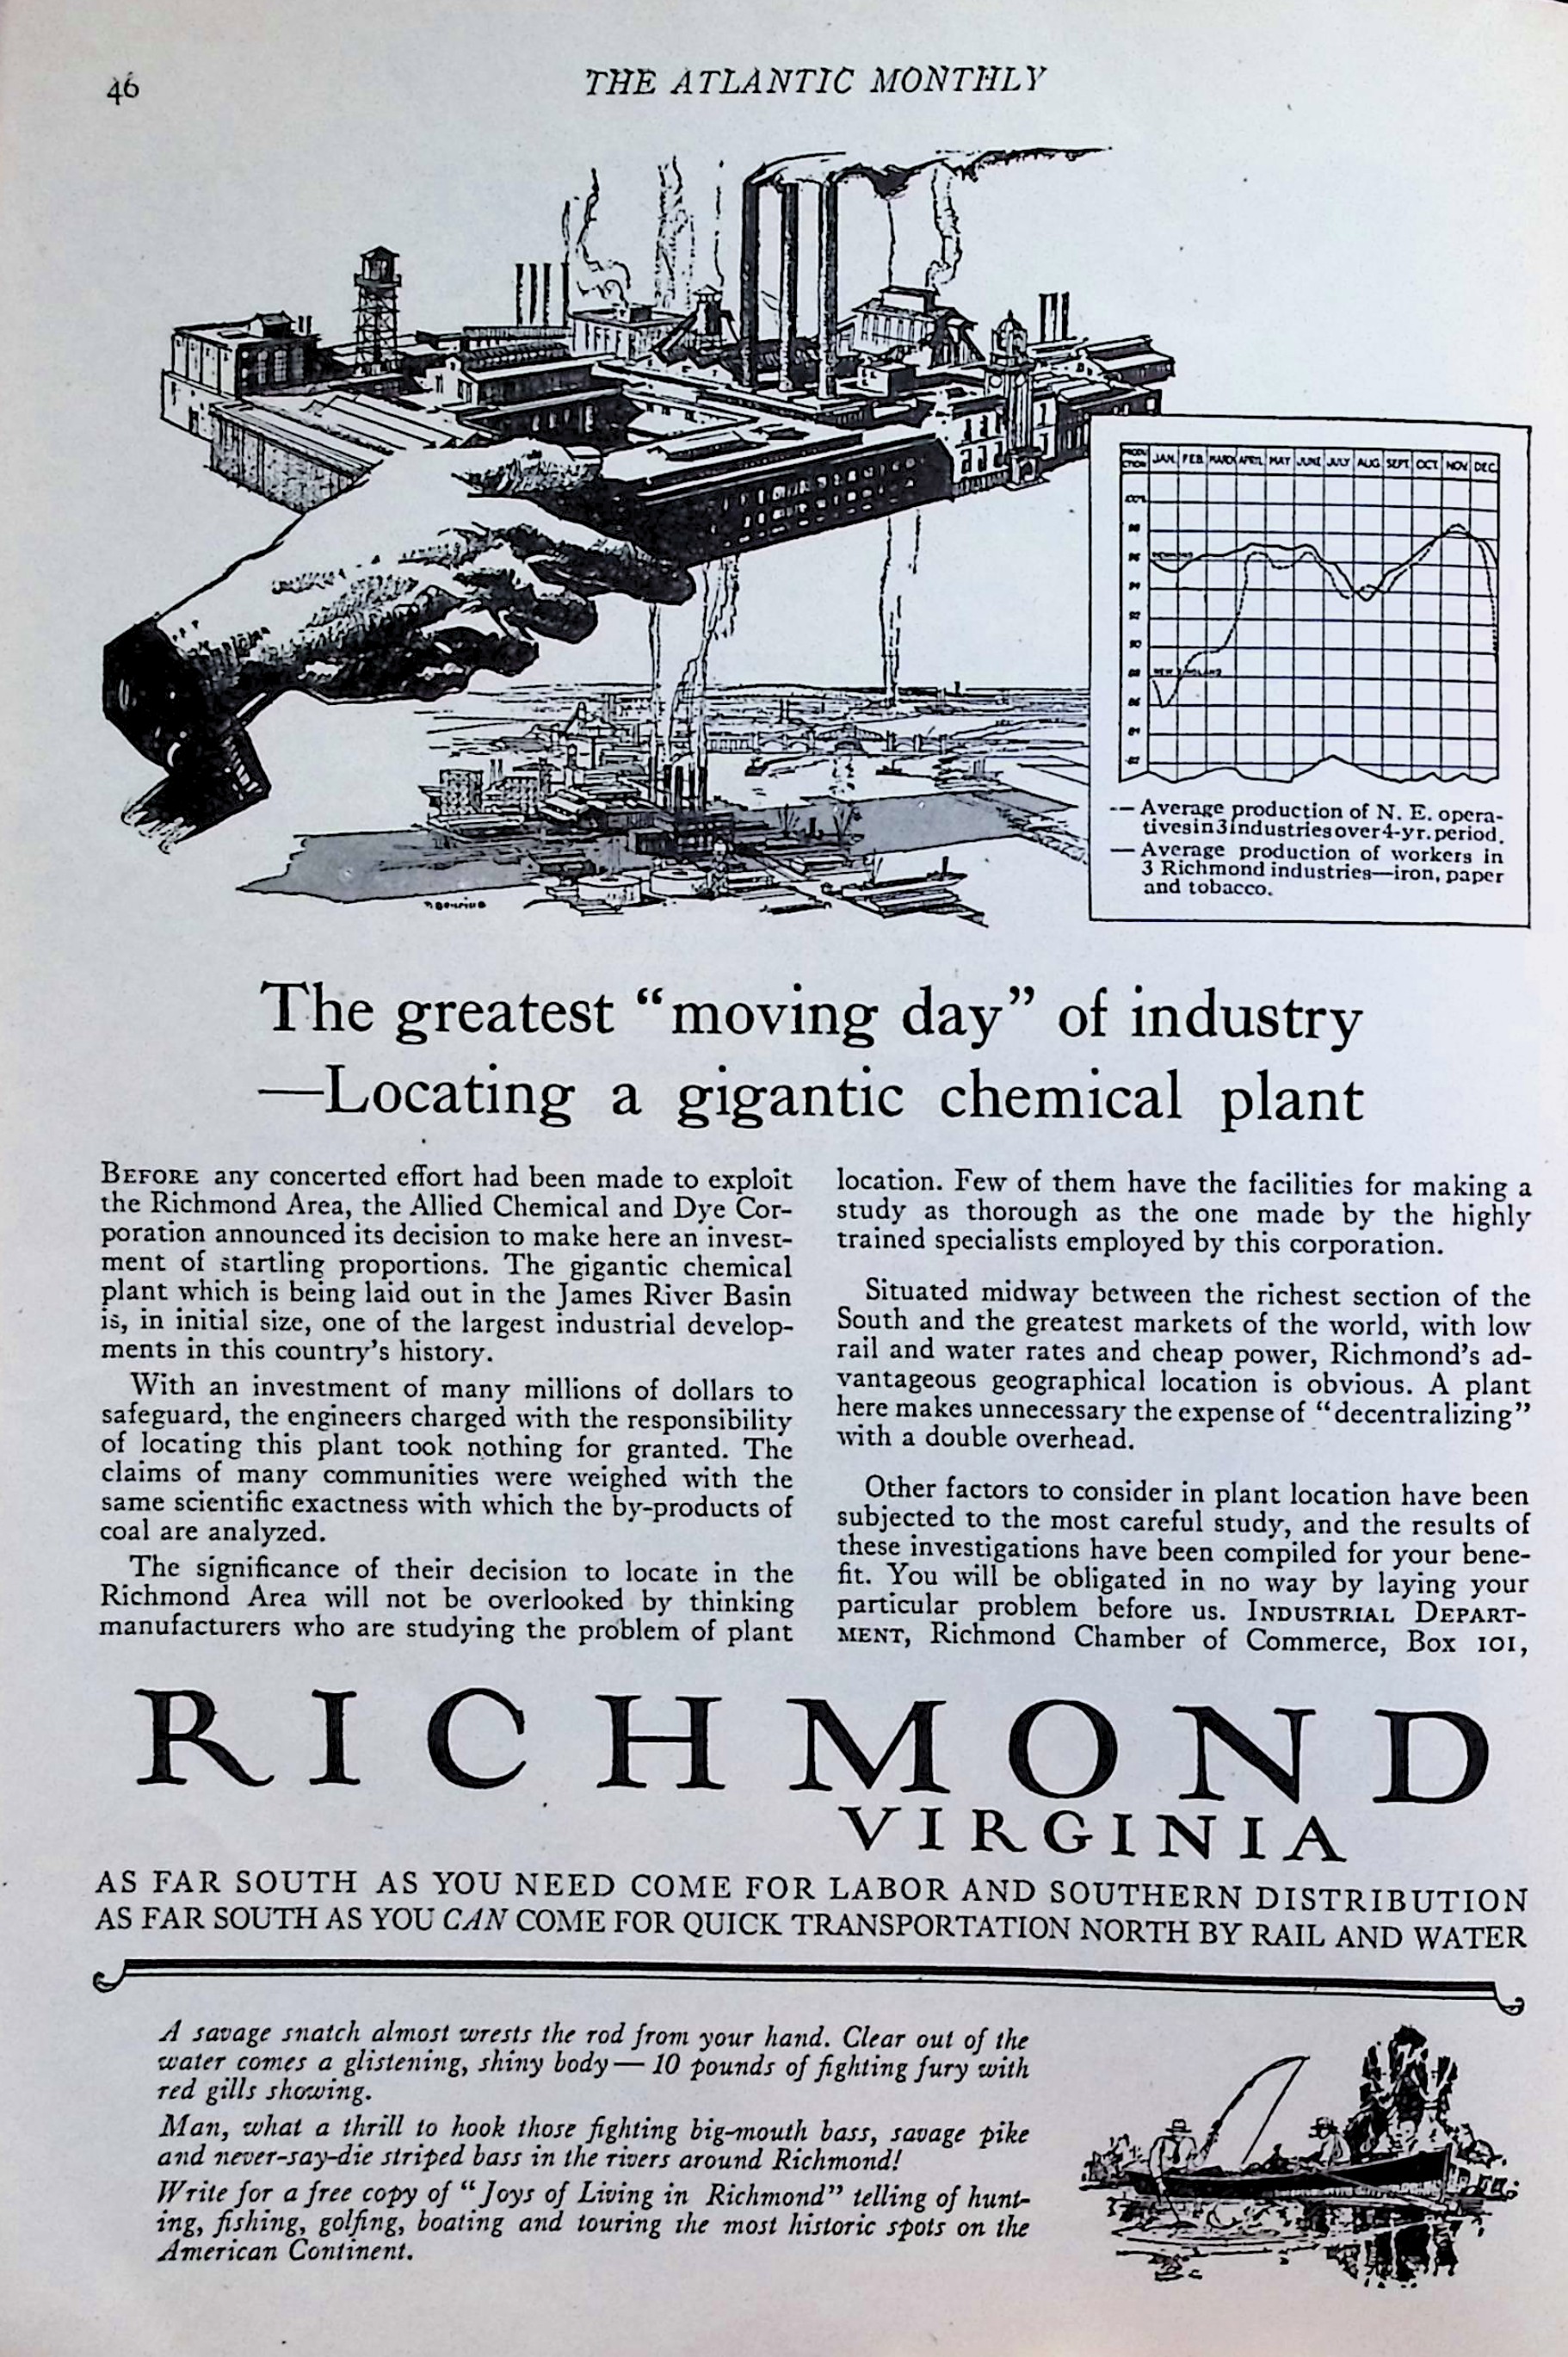 46
THE ATLANTIC MONTHLY
PRODU
CTION
JAN. FEB. MARCH APRIL MAY JUNE JULY AUG. SEPT. OCT. NOV. DEC.
100%
98
96
RICHMOND
94
92
90
88
NEW ENGLAND
86
84
82
-– Average production of N. E. opera-
tives in 3 industries over 4-yr. period.
— Average production of workers in
3 Richmond industries—iron, paper
and tobacco.
The greatest “moving day” of industry
—Locating a gigantic chemical plant
BEFORE any concerted effort had been made to exploit
the Richmond Area, the Allied Chemical and Dye Cor-
poration announced its decision to make here an invest-
ment of startling proportions. The gigantic chemical
plant which is being laid out in the James River Basin
is, in initial size, one of the largest industrial develop-
ments in this country's history.
With an investment of many millions of dollars to
safeguard, the engineers charged with the responsibility
of locating this plant took nothing for granted. The
claims of many communities were weighed with the
same scientific exactness with which the by-products of
coal are analyzed.
The significance of their decision to locate in the
Richmond Area will not be overlooked by thinking
manufacturers who are studying the problem of plant
location. Few of them have the facilities for making a
study as thorough as the one made by the highly
trained specialists employed by this corporation.
Situated midway between the richest section of the
South and the greatest markets of the world, with low
rail and water rates and cheap power, Richmond's ad-
vantageous geographical location is obvious. A plant
here makes unnecessary the expense of “decentralizing”
with a double overhead.
Other factors to consider in plant location have been
subjected to the most careful study, and the results of
these investigations have been compiled for your bene-
fit. You will be obligated in no way by laying your
particular problem before us. INDUSTRIAL DEPART-
MENT, Richmond Chamber of Commerce, Box 101,
RICHMOND
VIRGINIA
AS FAR SOUTH AS YOU NEED COME FOR LABOR AND SOUTHERN DISTRIBUTION
AS FAR SOUTH AS YOU CAN COME FOR QUICK TRANSPORTATION NORTH BY RAIL AND WATER
A savage snatch almost wrests the rod from your hand. Clear out of the
water comes a glistening, shiny body— 10 pounds of fighting fury with
red gills showing.
Man, what a thrill to hook those fighting big-mouth bass, savage pike
and never-say-die striped bass in the rivers around Richmond!
Write for a free copy of “Joys of Living in Richmond” telling of hunt-
ing, fishing, golfing, boating and touring the most historic spots on the
American Continent.